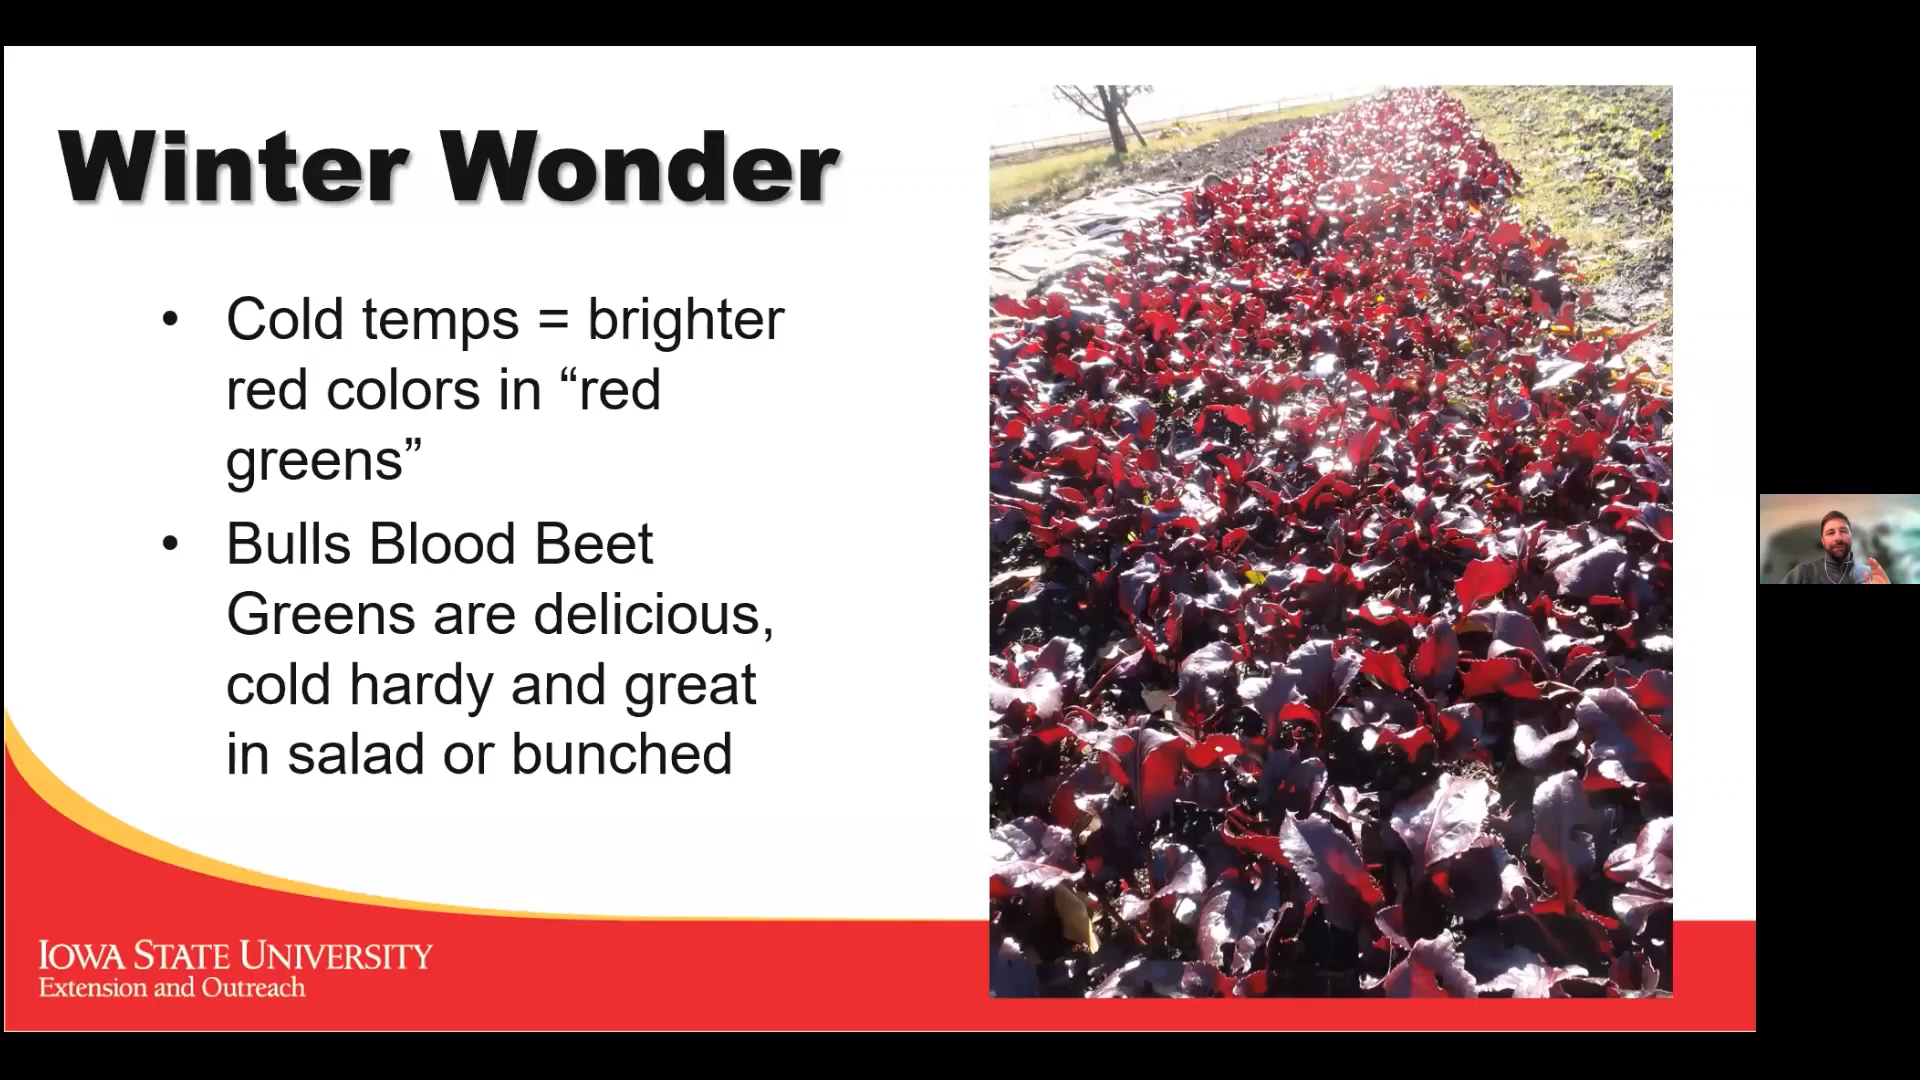 Winter Wonder
• Cold temps = brighter
red colors in “red
greens”
• Bulls Blood Beet
Greens are delicious,
cold hardy and great
in salad or bunched
IOWA STATE UNIVERSITY
Extension and Outreach